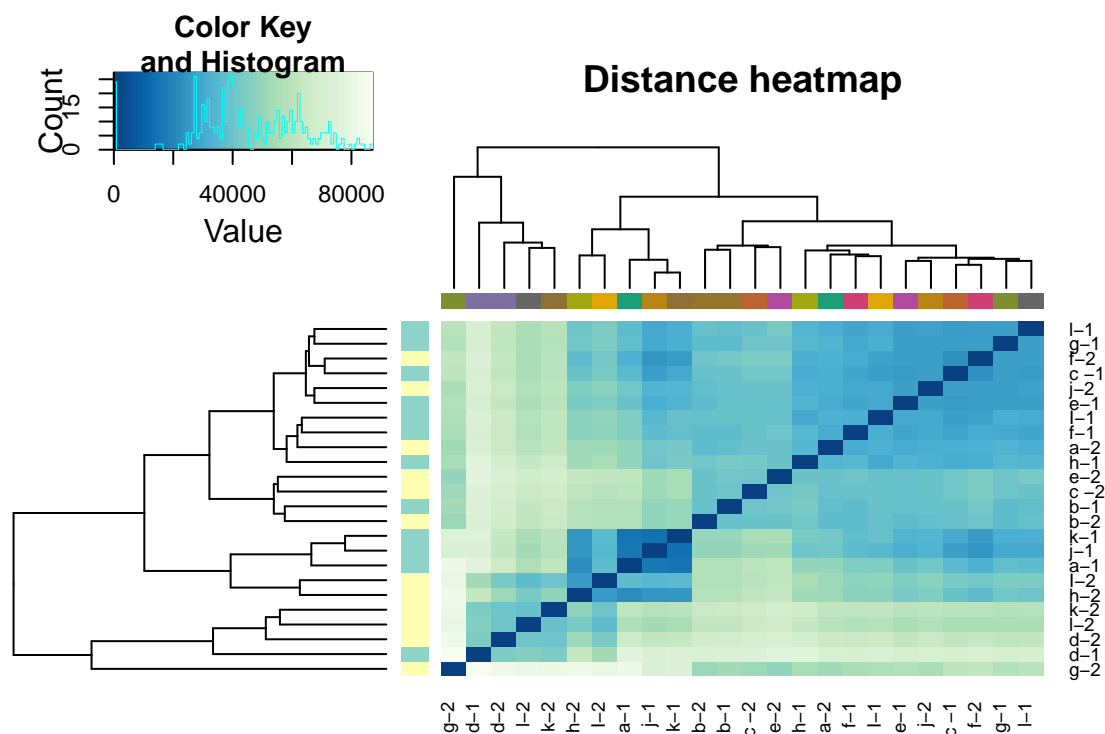 Color Key
and Histogram
Count
0 15
0 40000 80000
Value
Distance heatmap
l−1
g−1
f−2
c −1
j−2
e−1
l−1
f−1
a−2
h−1
e−2
c −2
b−1
b−2
k−1
j−1
a−1
l−2
h−2
k−2
l−2
d−2
d−1
g−2
g−2 d−1 d−2 l−2 k−2 h−2 l−2 a−1 j−1 k−1 b−2 b−1 c −2 e−2 h−1 a−2 f−1 l−1 e−1 j−2 c −1 f−2 g−1 l−1